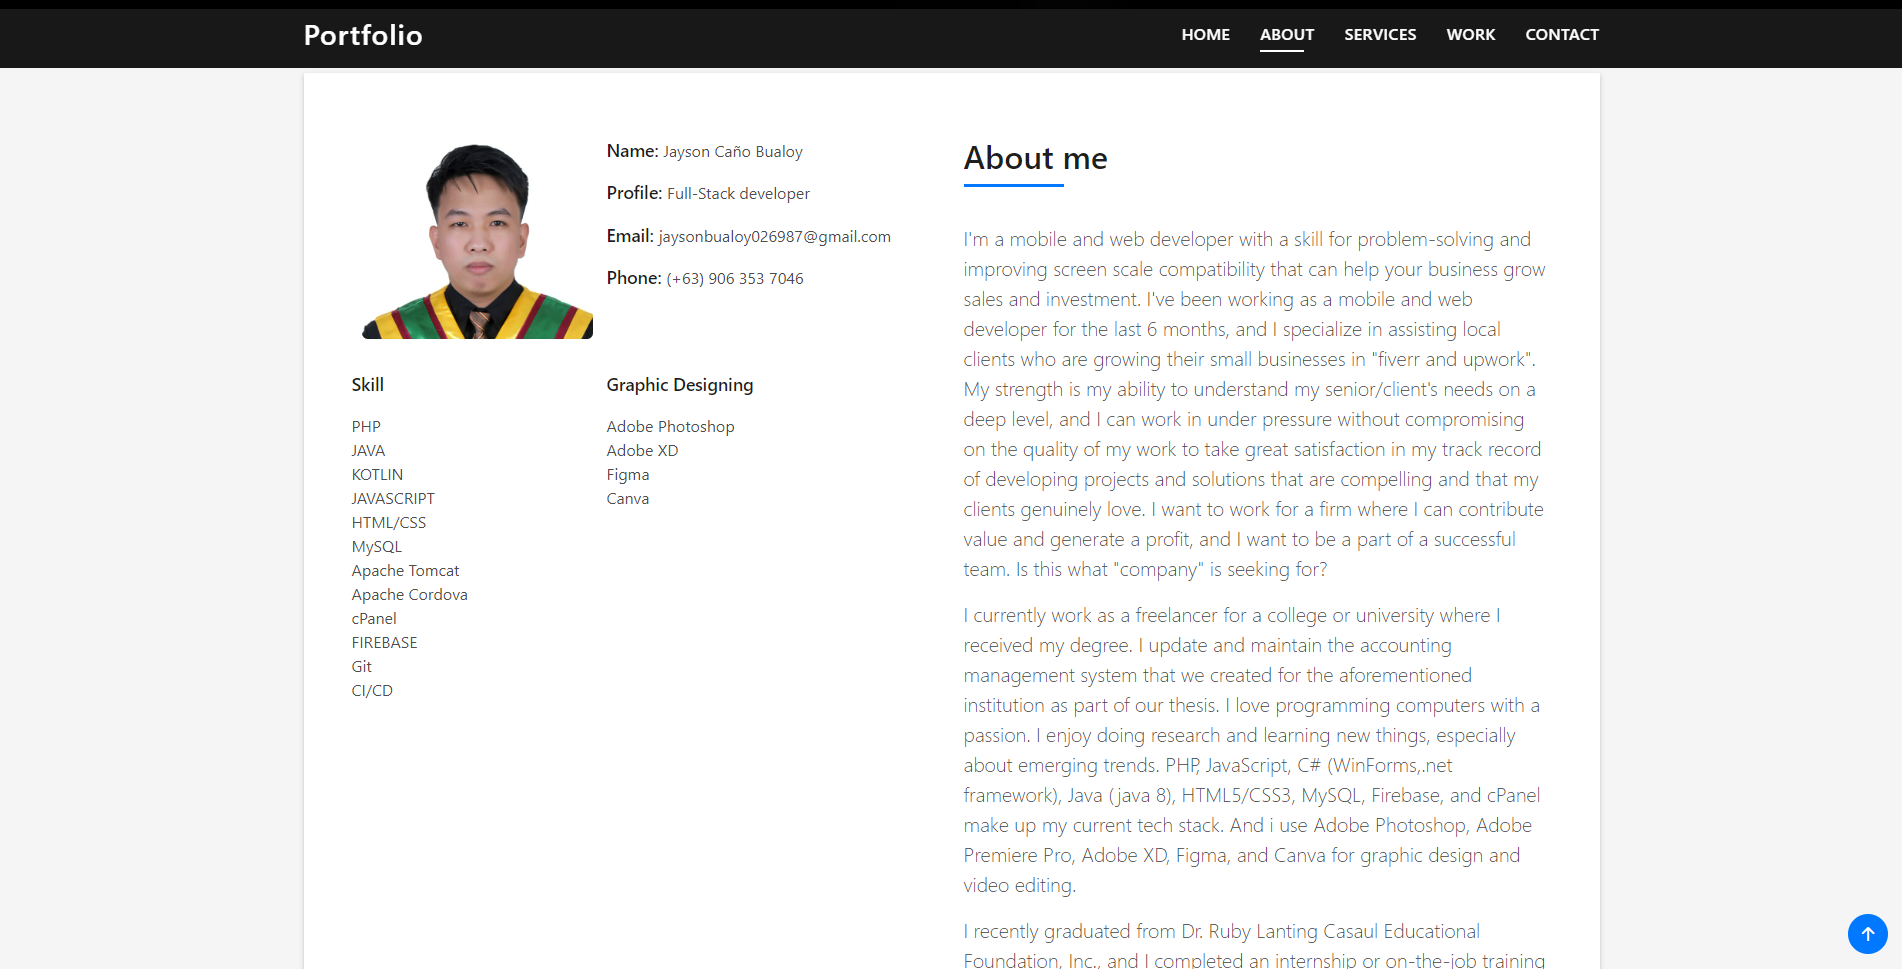 Portfolio
HOME ABOUT SERVICES WORK CONTACT
Name: Jayson Caño Bualoy
Profile: Full-Stack developer
Email: jaysonbualoy026987@gmail.com
Phone: (+63) 906 353 7046
Skill
PHP
JAVA
KOTLIN
JAVASCRIPT
HTML/CSS
MySQL
Apache Tomcat
Apache Cordova
cPanel
FIREBASE
Git
CI/CD
Graphic Designing
Adobe Photoshop
Adobe XD
Figma
Canva
About me
I'm a mobile and web developer with a skill for problem-solving and
improving screen scale compatibility that can help your business grow
sales and investment. I've been working as a mobile and web
developer for the last 6 months, and I specialize in assisting local
clients who are growing their small businesses in "fiverr and upwork".
My strength is my ability to understand my senior/client's needs on a
deep level, and I can work in under pressure without compromising
on the quality of my work to take great satisfaction in my track record
of developing projects and solutions that are compelling and that my
clients genuinely love. I want to work for a firm where I can contribute
value and generate a profit, and I want to be a part of a successful
team. Is this what "company" is seeking for?
I currently work as a freelancer for a college or university where I
received my degree. I update and maintain the accounting
management system that we created for the aforementioned
institution as part of our thesis. I love programming computers with a
passion. I enjoy doing research and learning new things, especially
about emerging trends. PHP, JavaScript, C# (WinForms,.net
framework), Java (java 8), HTML5/CSS3, MySQL, Firebase, and cPanel
make up my current tech stack. And i use Adobe Photoshop, Adobe
Premiere Pro, Adobe XD, Figma, and Canva for graphic design and
video editing.
I recently graduated from Dr. Ruby Lanting Casaul Educational
Foundation, Inc., and I completed an internship or on-the-job training